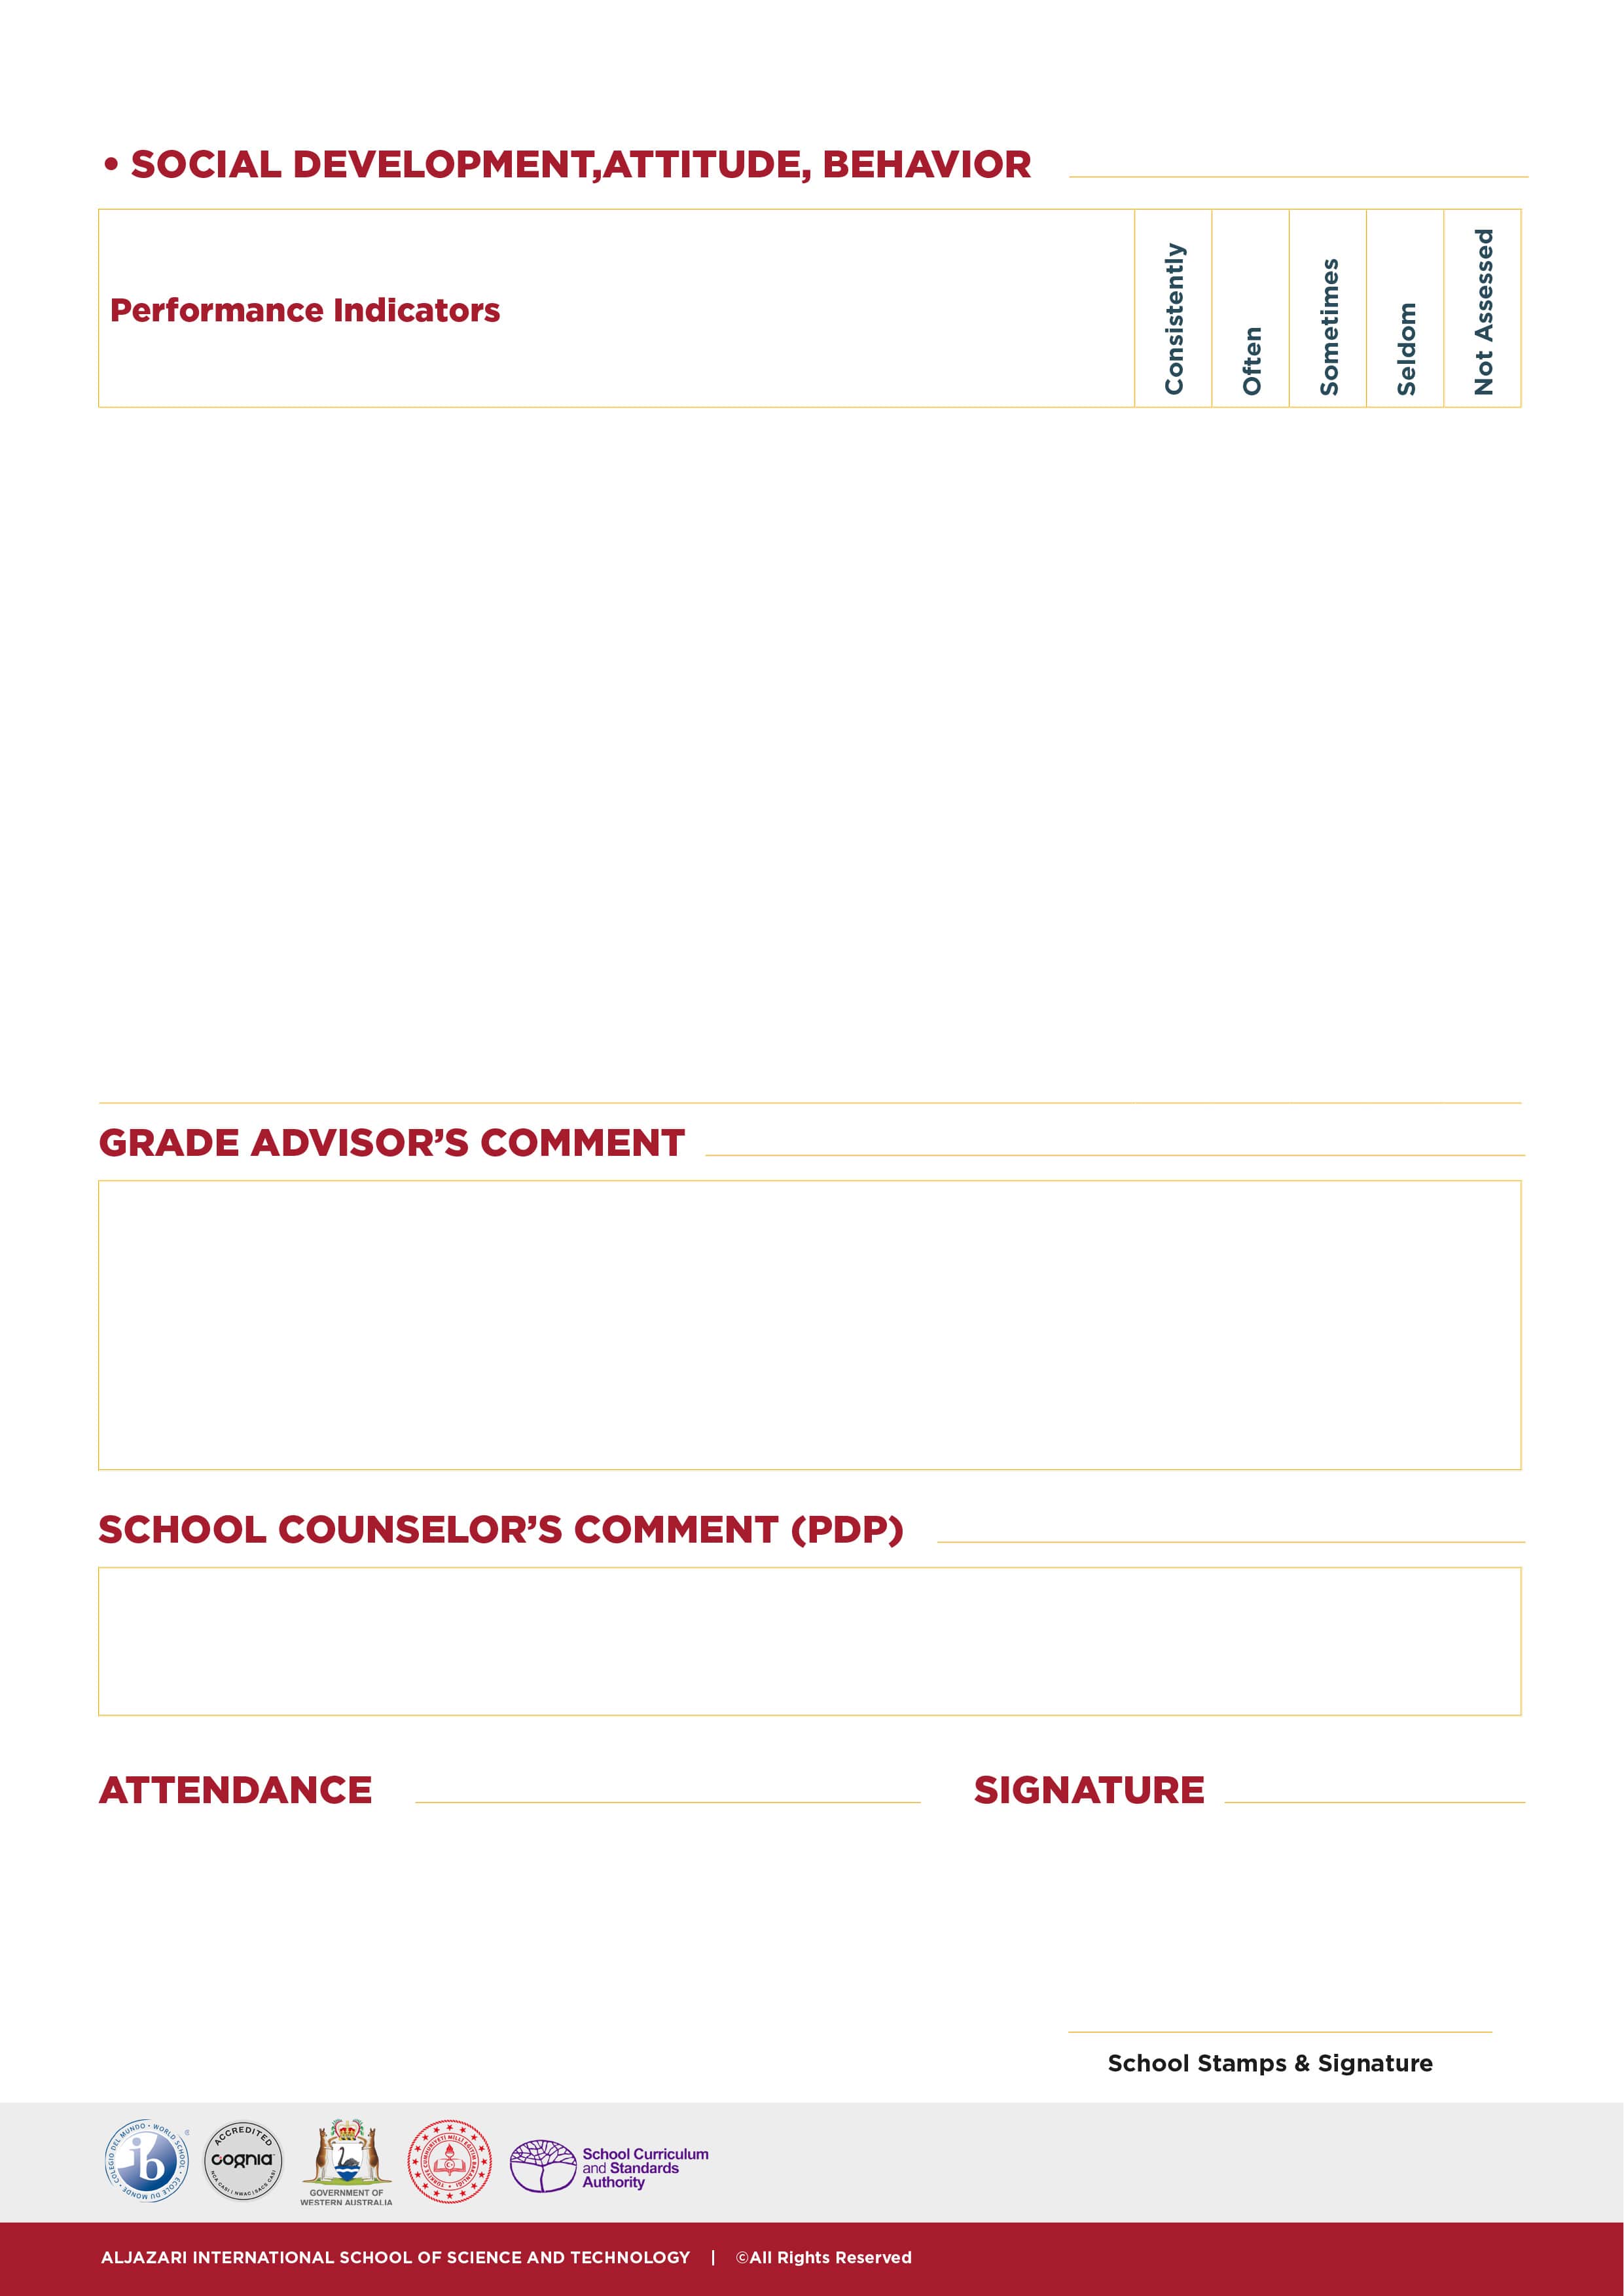 • SOCIAL DEVELOPMENT,ATTITUDE, BEHAVIOR
Performance Indicators
Consistently
Often
Sometimes
Seldom
Not Assessed
GRADE ADVISOR’S COMMENT
SCHOOL COUNSELOR’S COMMENT (PDP)
ATTENDANCE
SIGNATURE
School Stamps & Signature
COLEGIO DEL MUNDO • WORLD SCHOOL • ECOLE DU MONDE •
ib
®
ACCREDITED
cognia
NCA CASI | NWAC | SACS CASI
GOVERNMENT OF
WESTERN AUSTRALIA
TÜRKİYE CUMHURİYETİ MİLLÎ EĞİTİM BAKANLIĞI
School Curriculum
and Standards
Authority
ALJAZARI INTERNATIONAL SCHOOL OF SCIENCE AND TECHNOLOGY | ©All Rights Reserved